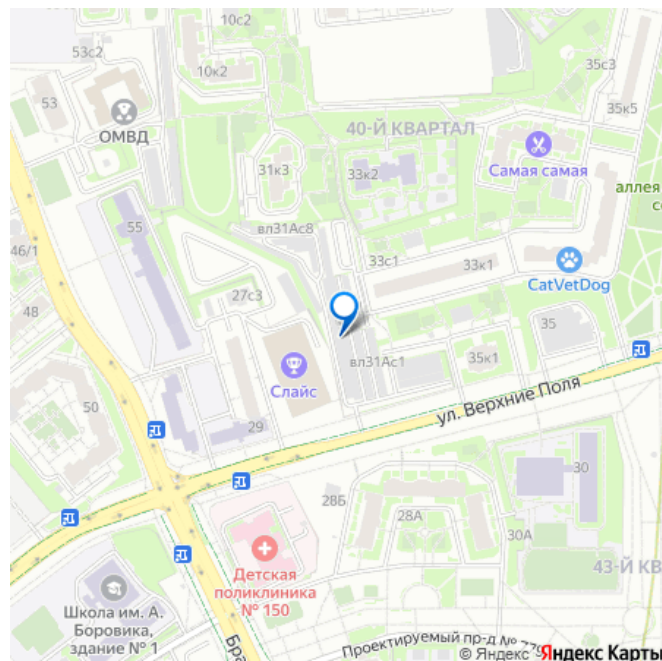 53с2
10с2
10к2
35с3
53
ОМВД
35к5
40-Й КВАРТАЛ
Самая самая
31к3
33к2
аллея
со
55
вл31Ас8
46/1
33с1
33к1
CatVetDog
27с3
48
35
вл31Ас1
35к1
Слайс
ул. Верхние Поля
50
29
30
28Б
28А
30А
Детская
поликлиника
№ 150
43-Й КВ
Школа им. А.
Боровика,
здание № 1
Бра
Проектируемый пр-д №
© Яндекс
Яндекс Карты